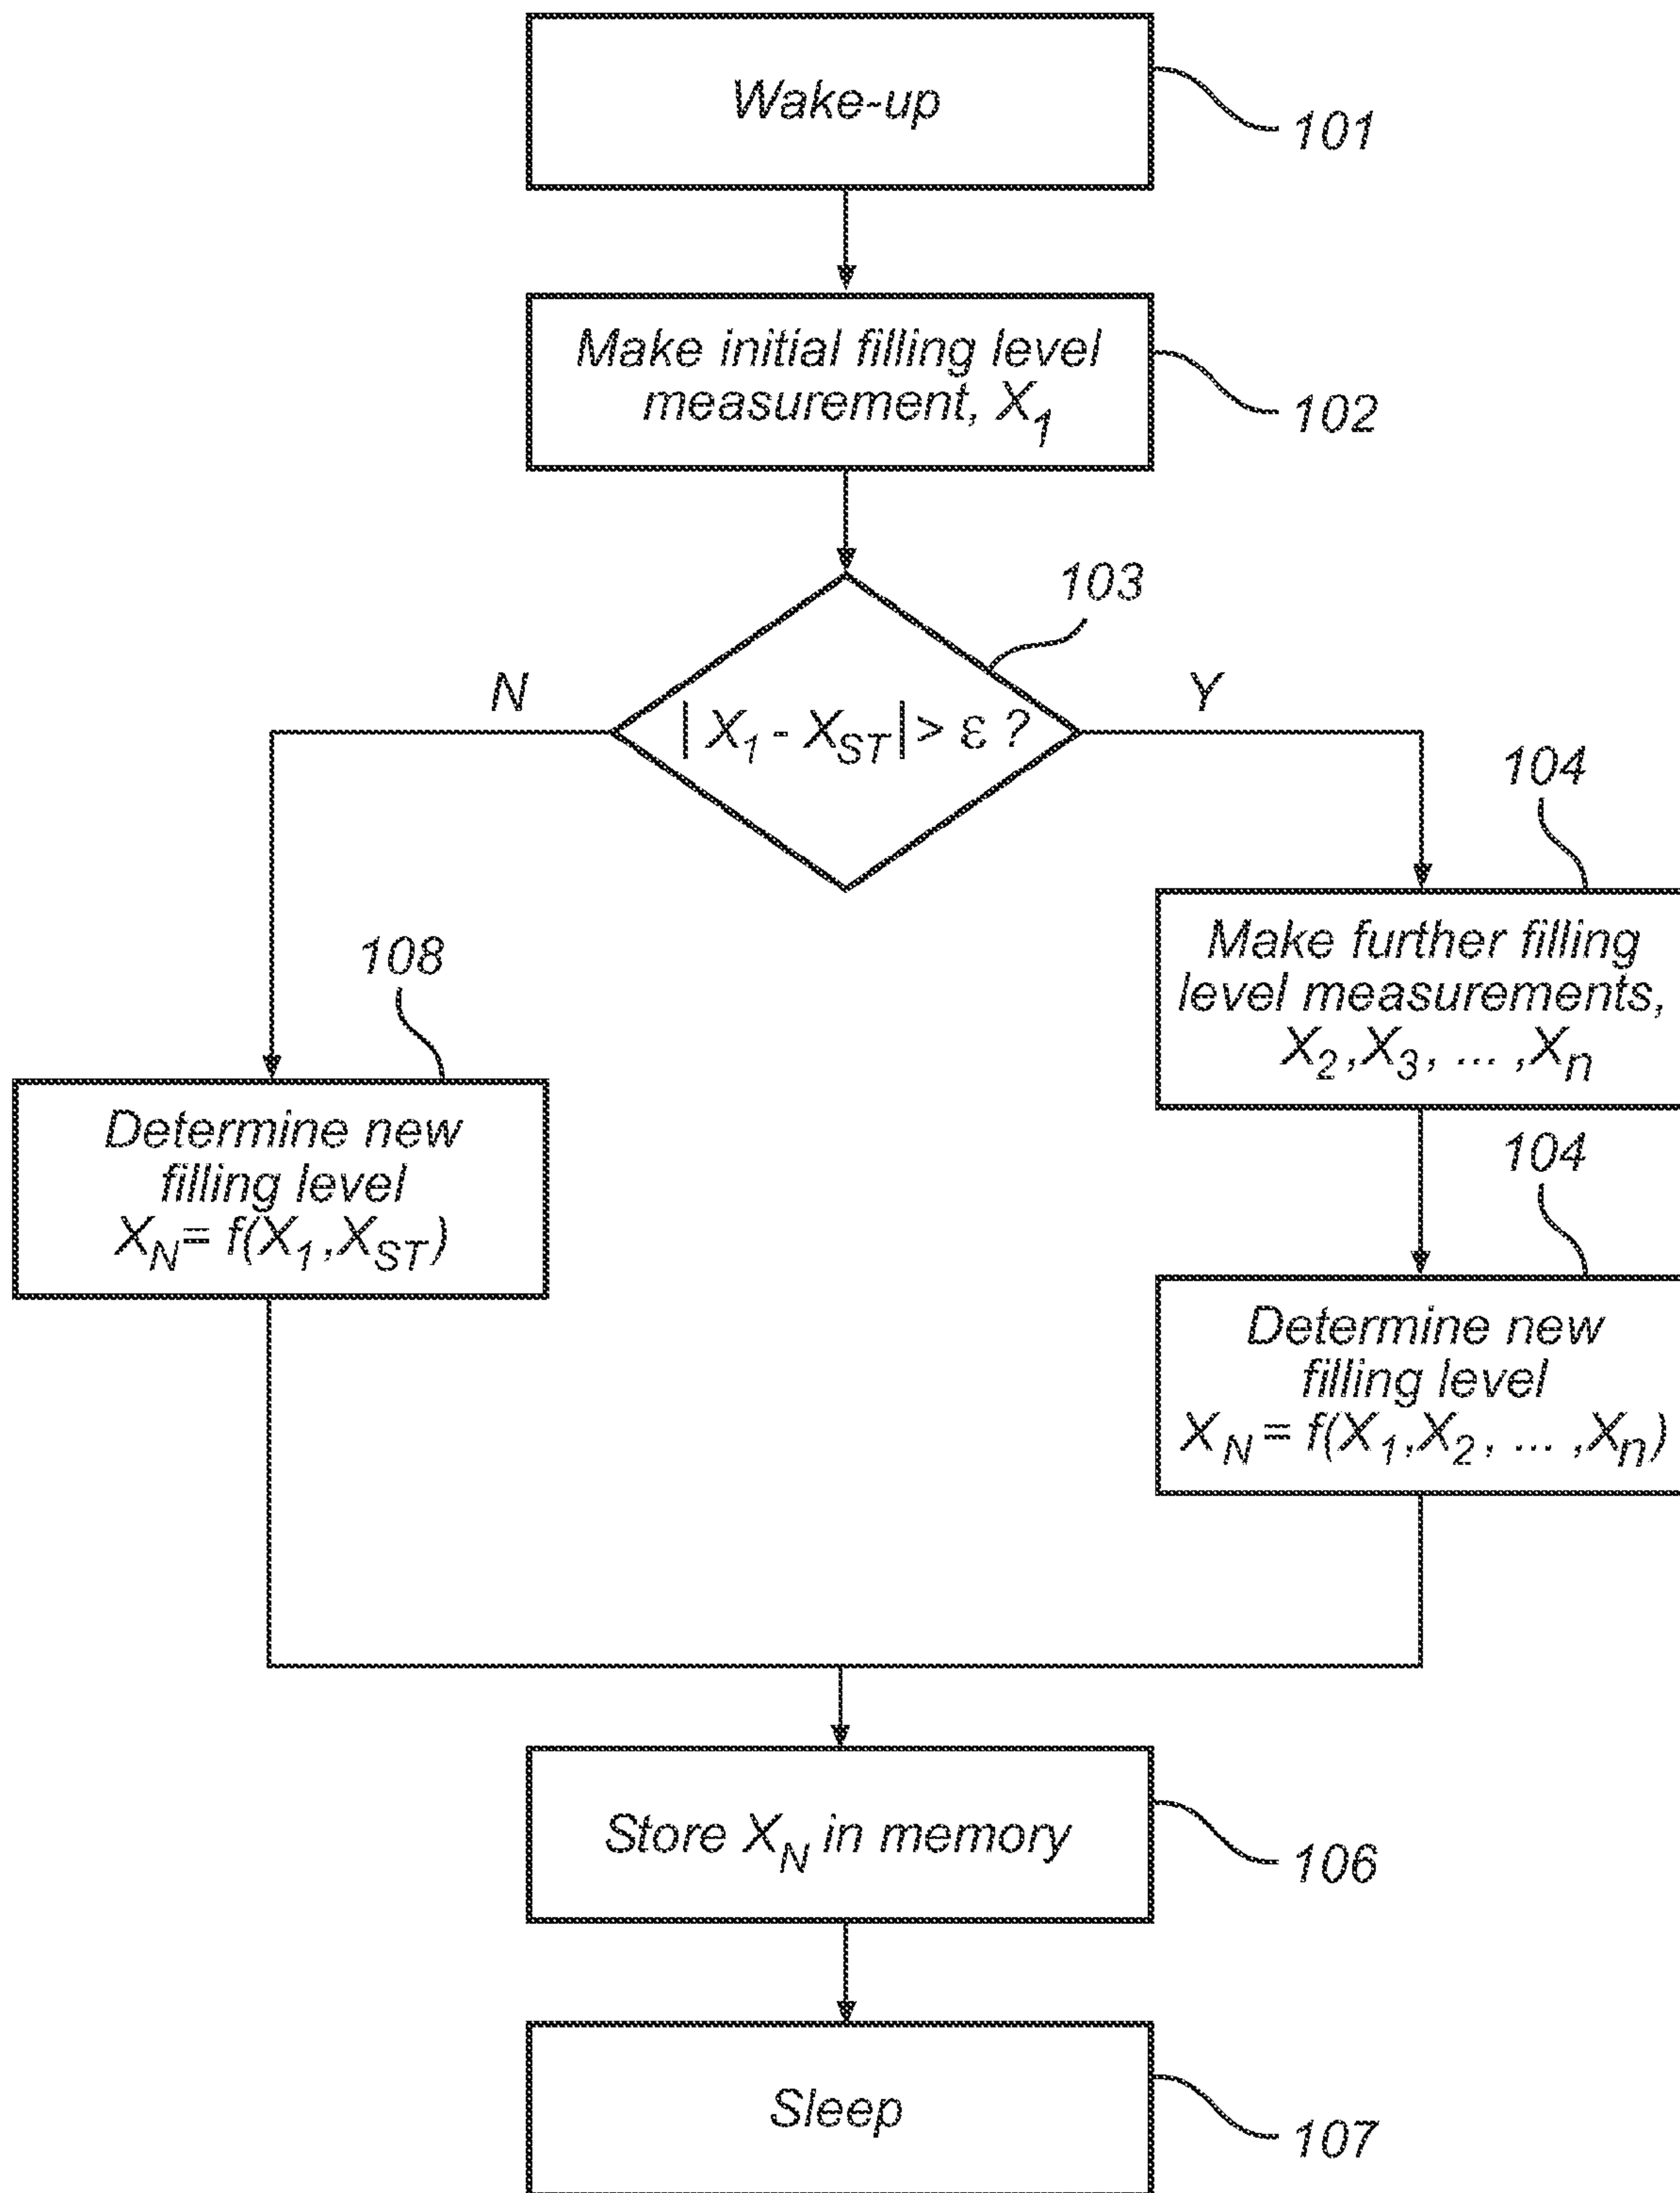 Wake-up
101
Make initial filling level
measurement, X1
102
103
N
| X1 - XST | > ε ?
Y
104
Make further filling
level measurements,
X2 ,X3 , ... ,Xn
108
Determine new
filling level
XN = f(X1 ,XST)
104
Determine new
filling level
XN = f(X1 ,X2 , ... ,Xn)
Store XN in memory
106
Sleep
107